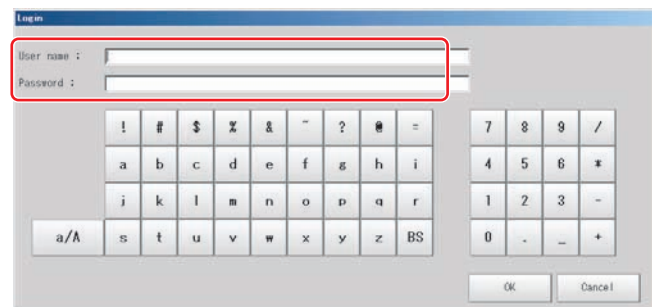 Login
User name :
Password :
! # $ % & ~ ? @ = 7 8 9 /
a b c d e f g h i 4 5 6 *
j k l m n o p q r 1 2 3 -
a/A s t u v w x y z BS 0 . _ +
OK Cancel